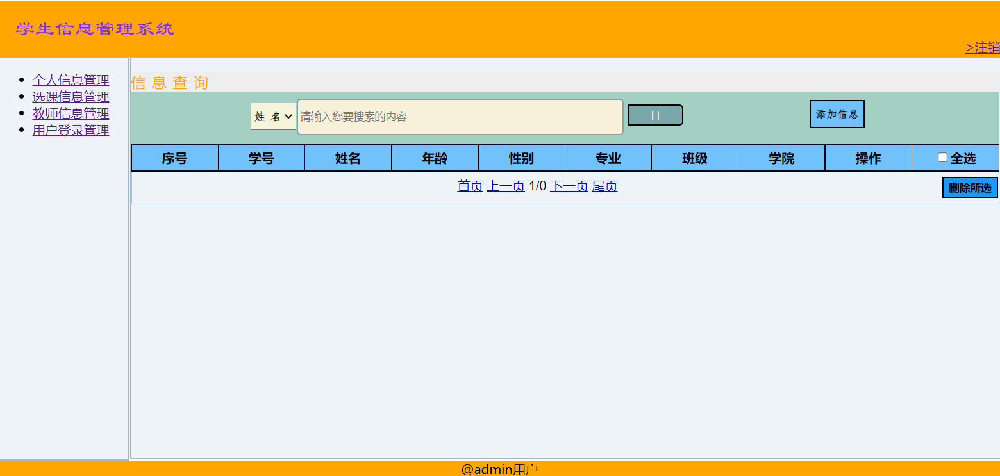 学生信息管理系统
>注销
个人信息管理
选课信息管理
教师信息管理
用户登录管理
信 息 查 询
姓 名 请输入您要搜索的内容... 添加信息
序号 学号 姓名 年龄 性别 专业 班级 学院 操作 全选
首页 上一页 1/0 下一页 尾页 删除所选
@admin用户